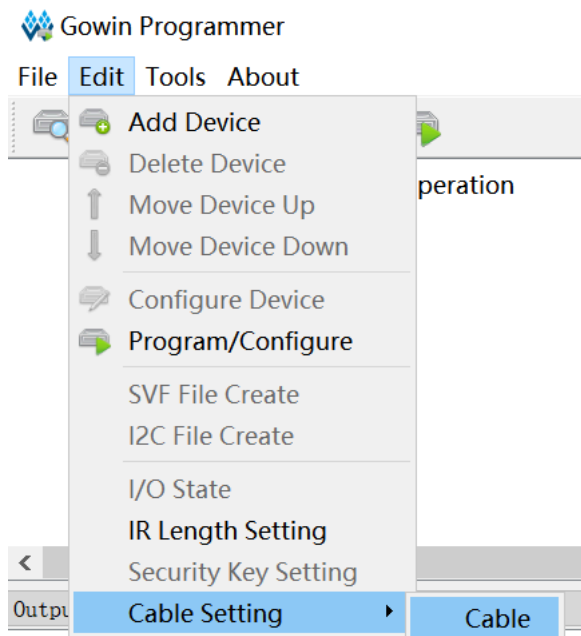 Gowin Programmer
File Edit Tools About
Add Device
Delete Device
peration
Move Device Up
Move Device Down
Configure Device
Program/Configure
SVF File Create
I2C File Create
I/O State
IR Length Setting
Security Key Setting
Outpu
Cable Setting
Cable